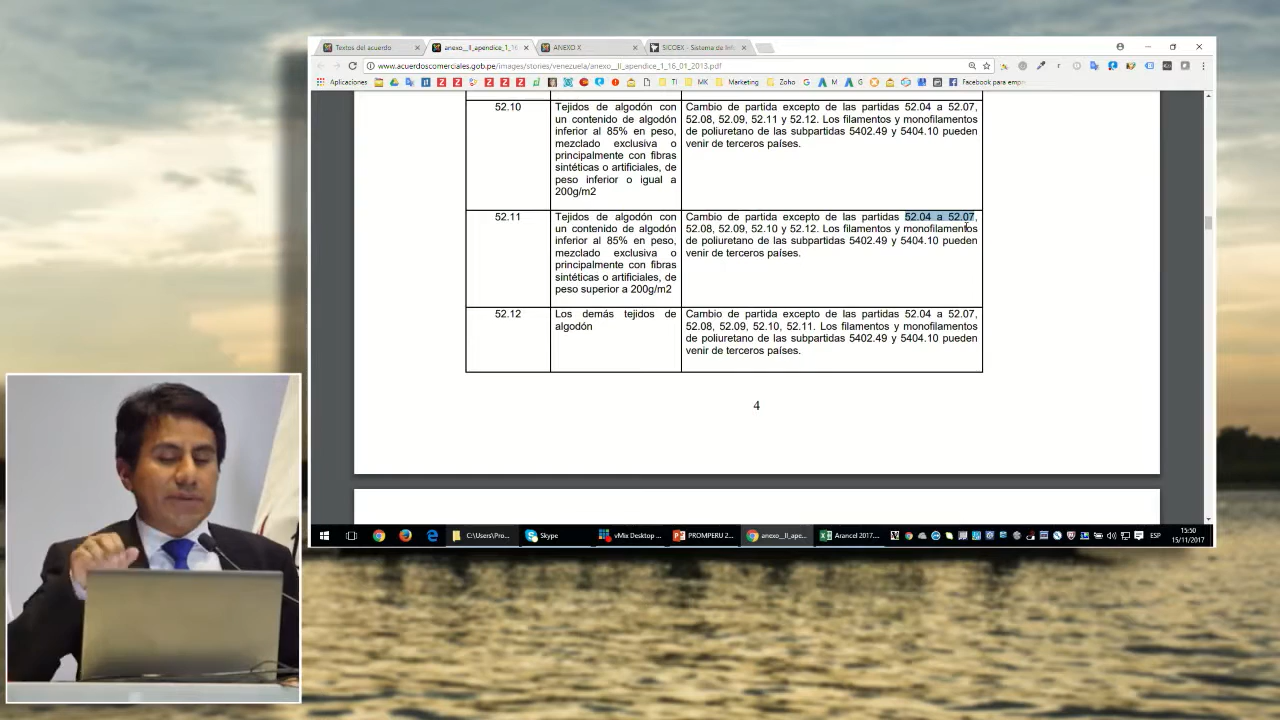 Textos del acuerdo
anexo__II_apendice_1_16
ANEXO X
SICOEX - Sistema de Inf
www.acuerdoscomerciales.gob.pe/images/stories/venezuela/anexo__II_apendice_1_16_01_2013.pdf
Aplicaciones
TI
MK
Marketing
Zoho
Facebook para emp
52.10
Tejidos de algodón con
un contenido de algodón
inferior al 85% en peso,
mezclado exclusiva o
principalmente con fibras
sintéticas o artificiales, de
peso inferior o igual a
200g/m2
Cambio de partida excepto de las partidas 52.04 a 52.07,
52.08, 52.09, 52.11 y 52.12. Los filamentos y monofilamentos
de poliuretano de las subpartidas 5402.49 y 5404.10 pueden
venir de terceros países.
52.11
Tejidos de algodón con
un contenido de algodón
inferior al 85% en peso,
mezclado exclusiva o
principalmente con fibras
sintéticas o artificiales, de
peso superior a 200g/m2
Cambio de partida excepto de las partidas 52.04 a 52.07,
52.08, 52.09, 52.10 y 52.12. Los filamentos y monofilamentos
de poliuretano de las subpartidas 5402.49 y 5404.10 pueden
venir de terceros países.
52.12
Los demás tejidos de
algodón
Cambio de partida excepto de las partidas 52.04 a 52.07,
52.08, 52.09, 52.10, 52.11. Los filamentos y monofilamentos
de poliuretano de las subpartidas 5402.49 y 5404.10 pueden
venir de terceros países.
4
C:\Users\Pro...
Skype
vMix Desktop ...
PROMPERU 2...
anexo__II_ape...
Arancel 2017...
ESP
15:50
15/11/2017